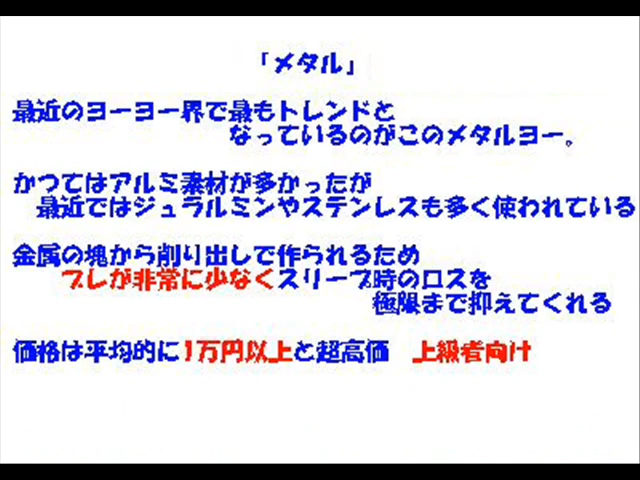 「メタル」
最近のヨーヨー界で最もトレンドと
なっているのがこのメタルヨー。
かつてはアルミ素材が多かったが
最近ではジュラルミンやステンレスも多く使われている
金属の塊から削り出しで作られるため
ブレが非常に少なくスリープ時のロスを
極限まで抑えてくれる
価格は平均的に1万円以上と超高価　上級者向け